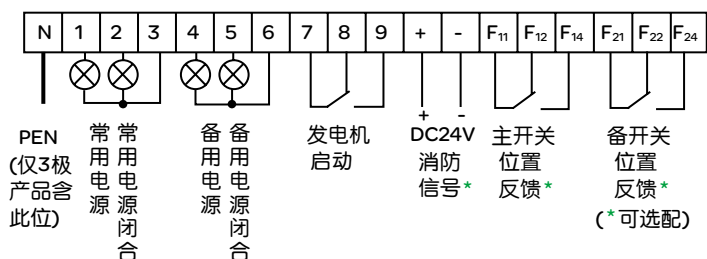 N 1 2 3 4 5 6 7 8 9 + - F11 F12 F14 F21 F22 F24
+ -
PEN
(仅3极
产品含
此位)
常用电源
常用电源闭合
备用电源
备用电源闭合
发电机
启动
DC24V
消防
信号*
主开关
位置
反馈*
备开关
位置
反馈*
(*可选配)